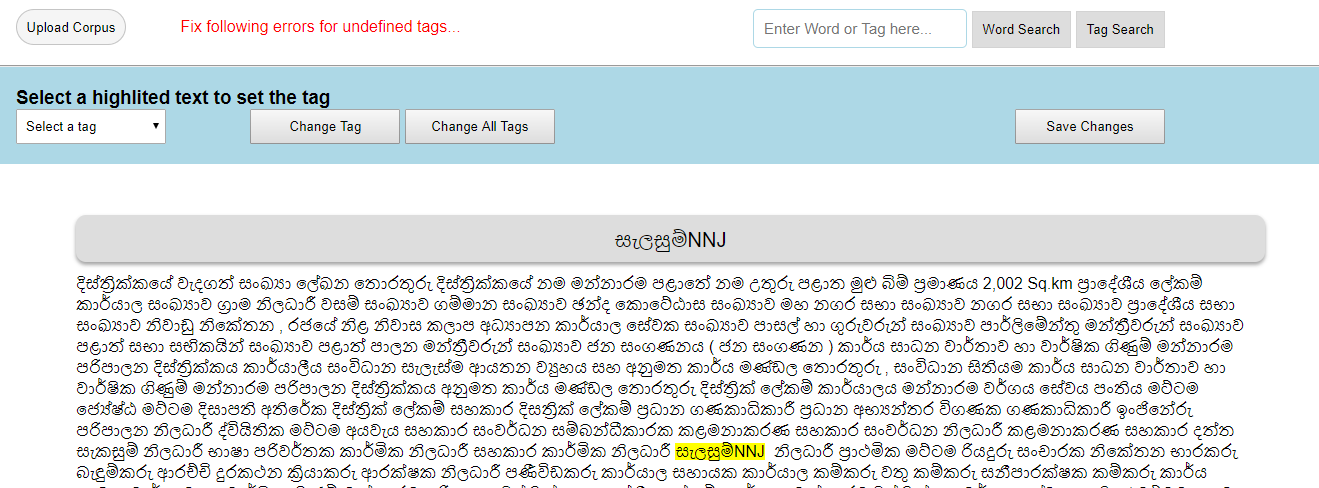 Upload Corpus
Fix following errors for undefined tags...
Enter Word or Tag here...
Word Search
Tag Search
Select a highlited text to set the tag
Select a tag
Change Tag
Change All Tags
Save Changes
සැලසුම්NNJ
දිස්ත්‍රික්කයේ වැදගත් සංඛ්‍යා ලේඛන තොරතුරු දිස්ත්‍රික්කයේ නම මන්නාරම පළාතේ නම උතුරු පළාත මුළු බිම් ප්‍රමාණය 2,002 Sq.km ප්‍රාදේශීය ලේකම්
කාර්යාල සංඛ්‍යාව ග්‍රාම නිලධාරී වසම් සංඛ්‍යාව ගම්මාන සංඛ්‍යාව ඡන්ද කොට්ඨාස සංඛ්‍යාව මහ නගර සභා සංඛ්‍යාව නගර සභා සංඛ්‍යාව ප්‍රාදේශීය සභා
සංඛ්‍යාව නිවාඩු නිකේතන , රජයේ නිළ නිවාස කලාප අධ්‍යාපන කාර්යාල සේවක සංඛ්‍යාව පාසල් හා ගුරුවරුන් සංඛ්‍යාව පාර්ලිමේන්තු මන්ත්‍රීවරුන් සංඛ්‍යාව
පළාත් සභා සභිකයින් සංඛ්‍යාව පළාත් පාලන මන්ත්‍රීවරුන් සංඛ්‍යාව ජන සංගණනය ( ජන සංගණන ) කාර්ය සාධන වාර්තාව හා වාර්ෂික ගිණුම් මන්නාරම
පරිපාලන දිස්ත්‍රික්කය කාර්යාලීය සංවිධාන සැලැස්ම ආයතන ව්‍යුහය සහ අනුමත කාර්ය මණ්ඩල තොරතුරු , සංවිධාන සිතියම කාර්ය සාධන වාර්තාව හා
වාර්ෂික ගිණුම් මන්නාරම පරිපාලන දිස්ත්‍රික්කය අනුමත කාර්ය මණ්ඩල තොරතුරු දිස්ත්‍රික් ලේකම් කාර්යාලය මන්නාරම වර්ගය සේවය පංතිය මට්ටම
ජ්‍යේෂ්ඨ මට්ටම දිසාපති අතිරේක දිස්ත්‍රික් ලේකම් සහකාර දිසත්‍රික් ලේකම් ප්‍රධාන ගණකාධිකාරී ප්‍රධාන අභ්‍යන්තර විගණක ගණකාධිකාරී ඉංජිනේරු
පරිපාලන නිලධාරී ද්විතීයික මට්ටම අයවැය සහකාර සංවර්ධන සම්බන්ධීකාරක කළමනාකරණ සහකාර සංවර්ධන නිලධාරී කළමනාකරණ සහකාර දත්ත
සැකසුම් නිලධාරී භාෂා පරිවර්තක කාර්මික නිලධාරී සහකාර කාර්මික නිලධාරී සැලසුම්NNJ නිලධාරී ප්‍රාථමික මට්ටම රියදුරු සංචාරක නිකේතන භාරකරු
බැඳුම්කරු ආරච්චි දුරකථන ක්‍රියාකරු ආරක්ෂක නිලධාරී පණිවිඩකරු කාර්යාල සහායක කාර්යාල කම්කරු වතු කම්කරු සනීපාරක්ෂක කම්කරු කාර්ය